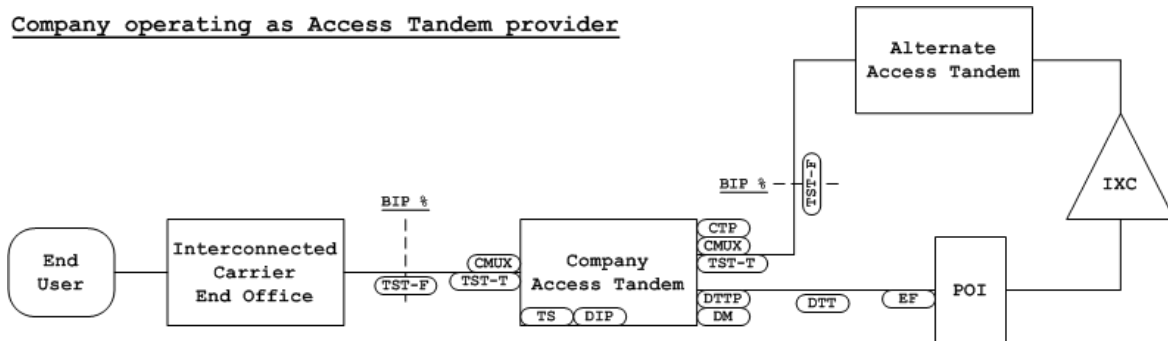 Company operating as Access Tandem provider
Alternate
Access Tandem
TST-F
BIP %
IXC
BIP %
End
User
Interconnected
Carrier
End Office
TST-F
CMUX
TST-T
Company
Access Tandem
TS
DIP
CTP
CMUX
TST-T
DTTP
DM
DTT
EF
POI